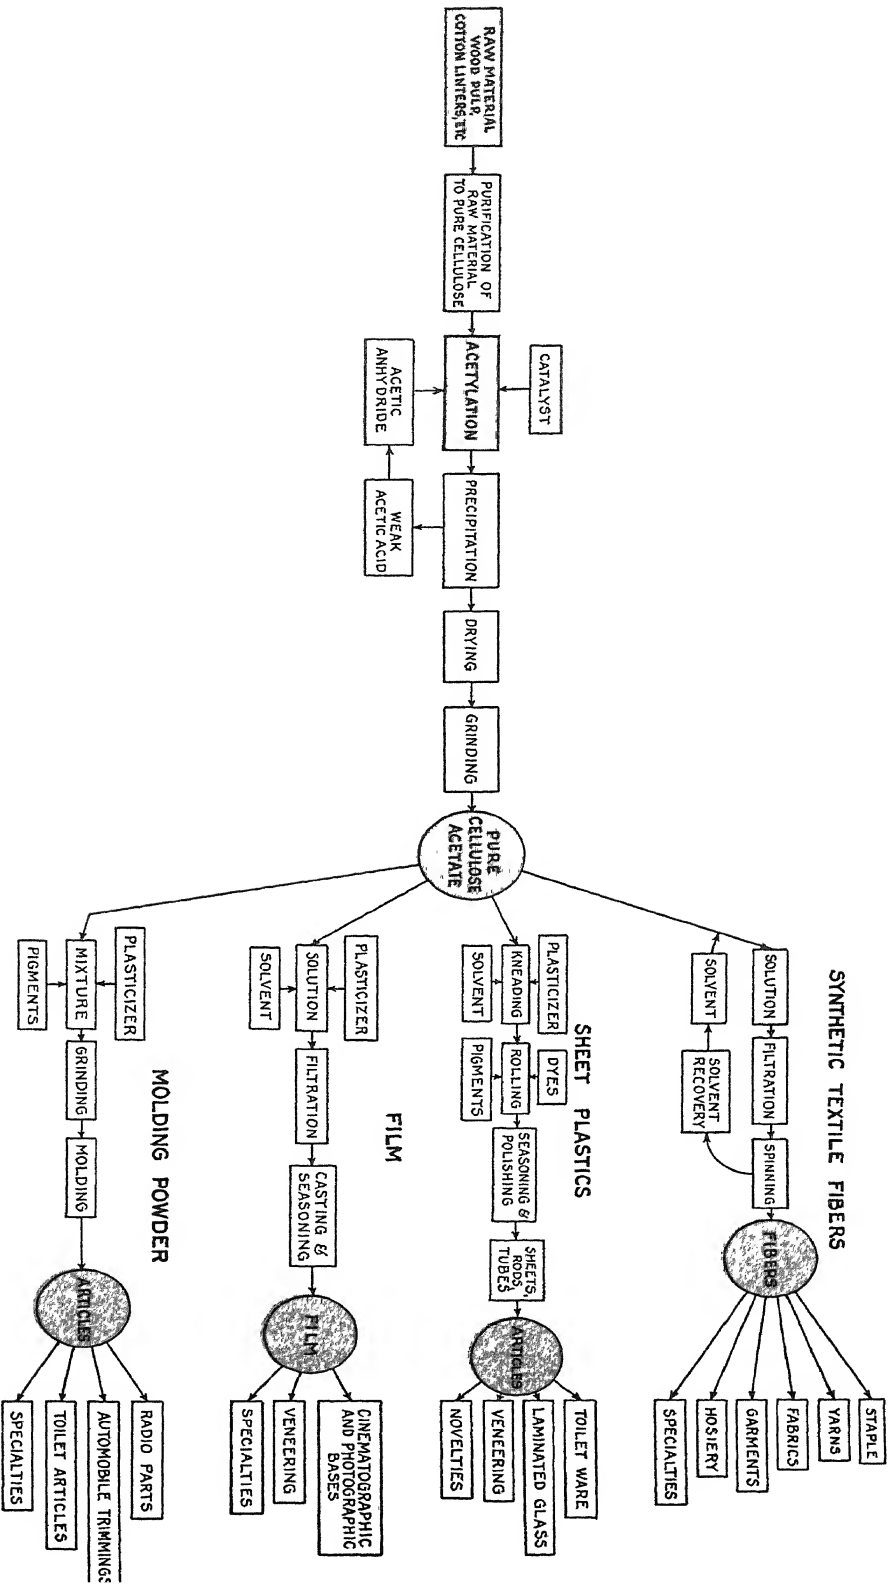 RAW MATERIAL
WOOD PULP,
COTTON LINTERS, ETC
PURIFICATION OF
RAW MATERIAL
TO PURE CELLULOSE
CATALYST
ACETYLATION
ACETIC
ANHYDRIDE
PRECIPITATION
WEAK
ACETIC ACID
DRYING
GRINDING
PURE
CELLULOSE
ACETATE
SYNTHETIC TEXTILE FIBERS
SOLUTION
FILTRATION
SPINNING
SOLVENT
SOLVENT
RECOVERY
FIBERS
STAPLE
YARNS
FABRICS
GARMENTS
HOSIERY
SPECIALTIES
SHEET PLASTICS
PLASTICIZER
KNEADING
SOLVENT
DYES
ROLLING
PIGMENTS
SEASONING &
POLISHING
SHEETS,
RODS,
TUBES
ARTICLES
TOILET WARE
LAMINATED GLASS
VENEERING
NOVELTIES
FILM
PLASTICIZER
SOLUTION
SOLVENT
FILTRATION
CASTING &
SEASONING
FILM
CINEMATOGRAPHIC
AND PHOTOGRAPHIC
BASES
VENEERING
SPECIALTIES
MOLDING POWDER
PLASTICIZER
MIXTURE
PIGMENTS
GRINDING
MOLDING
ARTICLES
RADIO PARTS
AUTOMOBILE TRIMMINGS
TOILET ARTICLES
SPECIALTIES